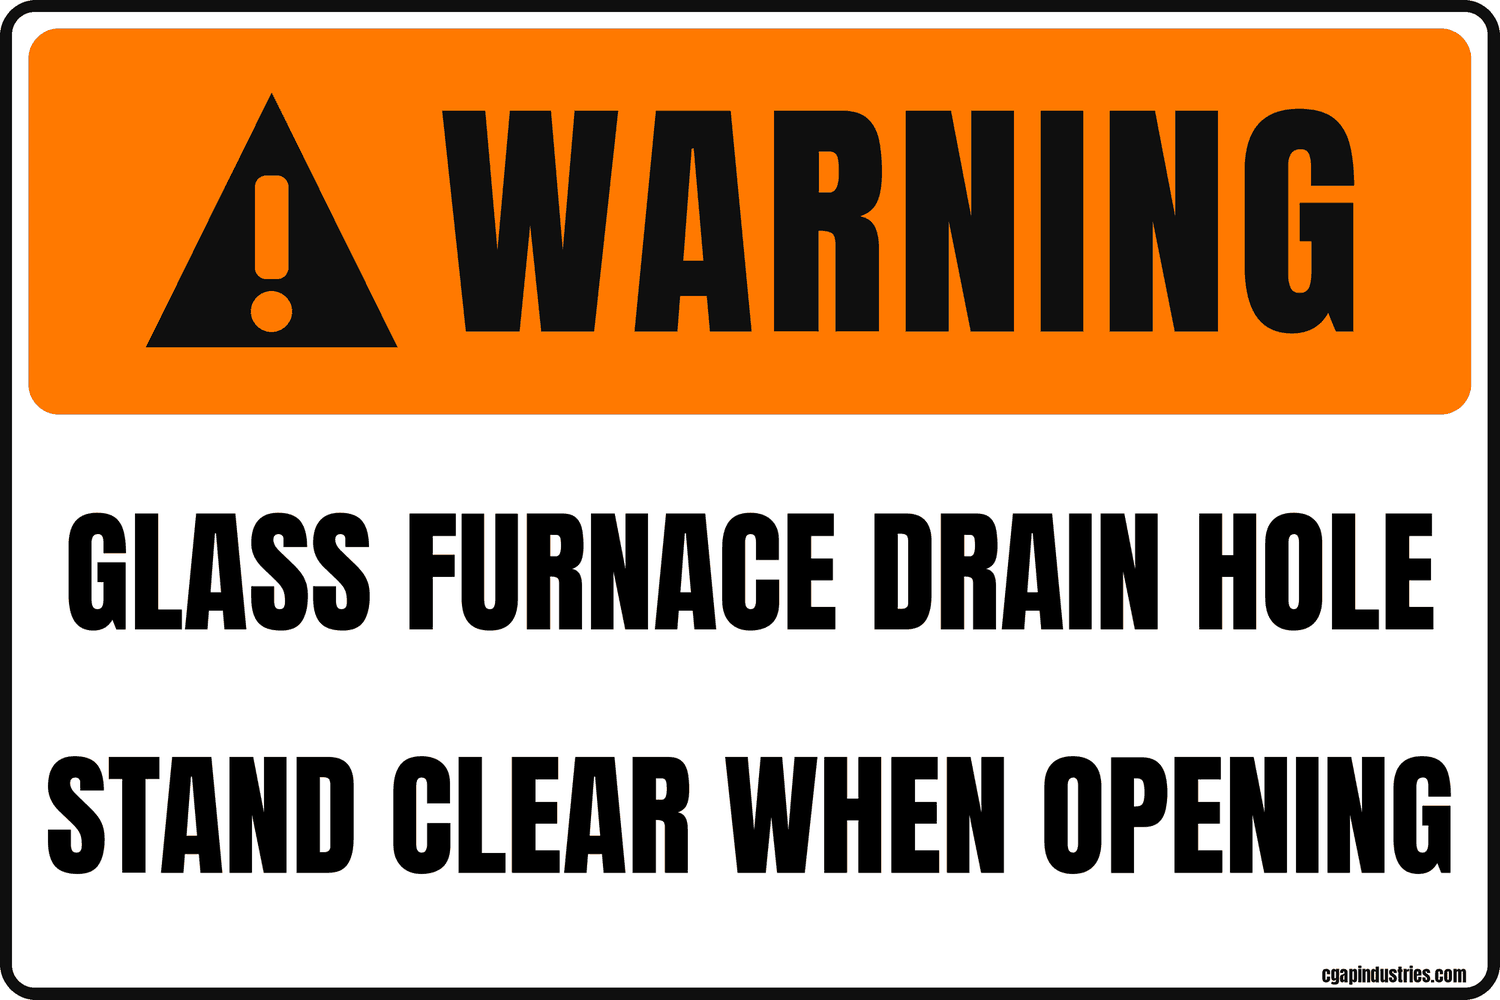 WARNING
GLASS FURNACE DRAIN HOLE
STAND CLEAR WHEN OPENING
cgapindustries.com